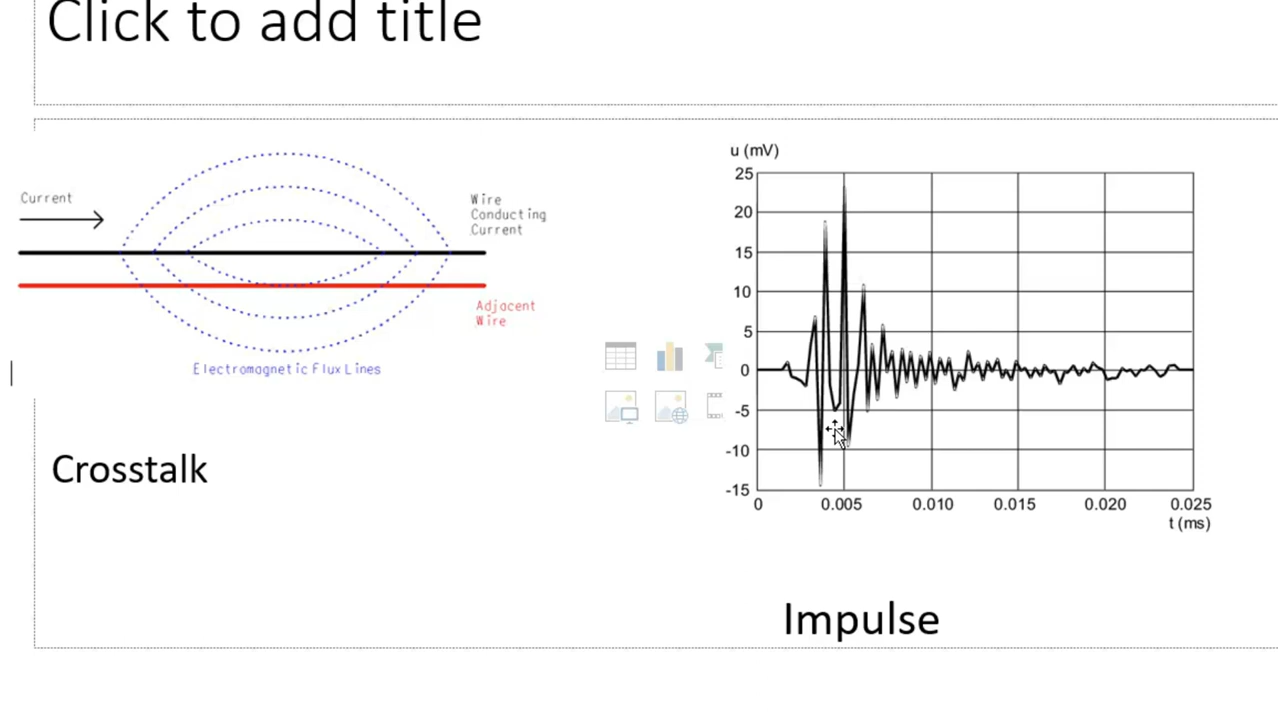 Click to add title
Current
Wire
Conducting
Current
Adjacent
Wire
Electromagnetic Flux Lines
Crosstalk
u (mV)
25
20
15
10
5
0
-5
-10
-15
0 0.005 0.010 0.015 0.020 0.025
t (ms)
Impulse